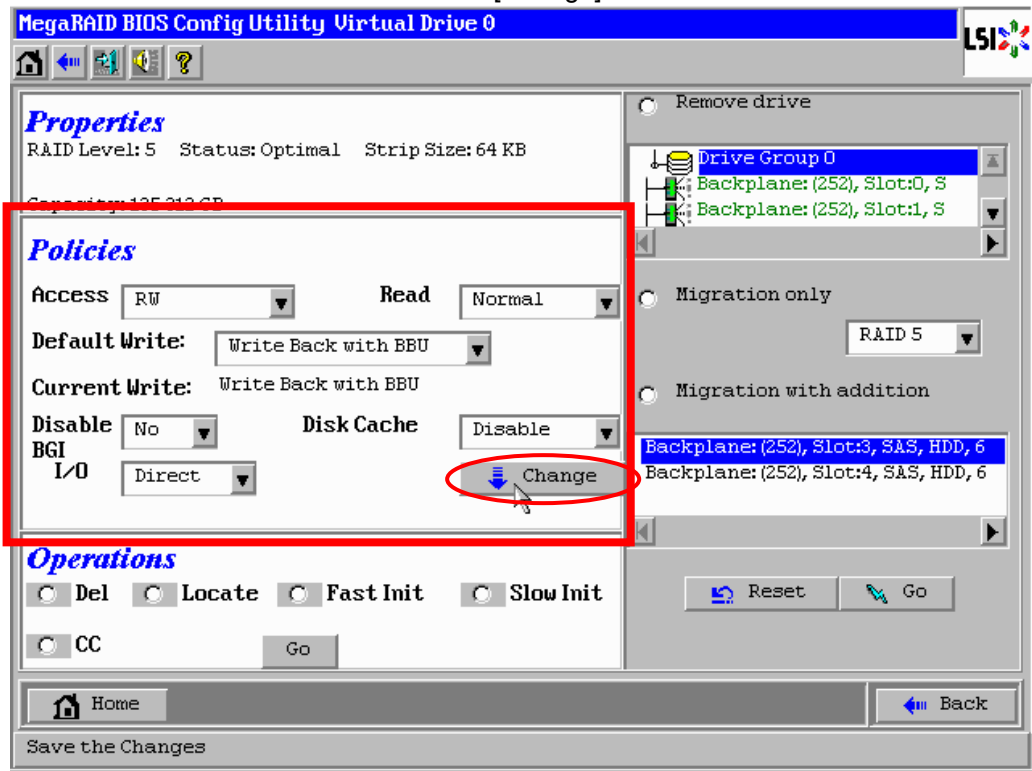 MegaRAID BIOS Config Utility Virtual Drive 0
LSI
Properties
RAID Level: 5 Status: Optimal Strip Size: 64 KB
Policies
Access RW Read Normal
Default Write: Write Back with BBU
Current Write: Write Back with BBU
Disable BGI No Disk Cache Disable
I/O Direct Change
Operations
Del Locate Fast Init Slow Init
CC Go
Remove drive
Drive Group 0
Backplane: (252), Slot:0, S
Backplane: (252), Slot:1, S
Migration only
RAID 5
Migration with addition
Backplane: (252), Slot:3, SAS, HDD, 6
Backplane: (252), Slot:4, SAS, HDD, 6
Reset Go
Home Back
Save the Changes